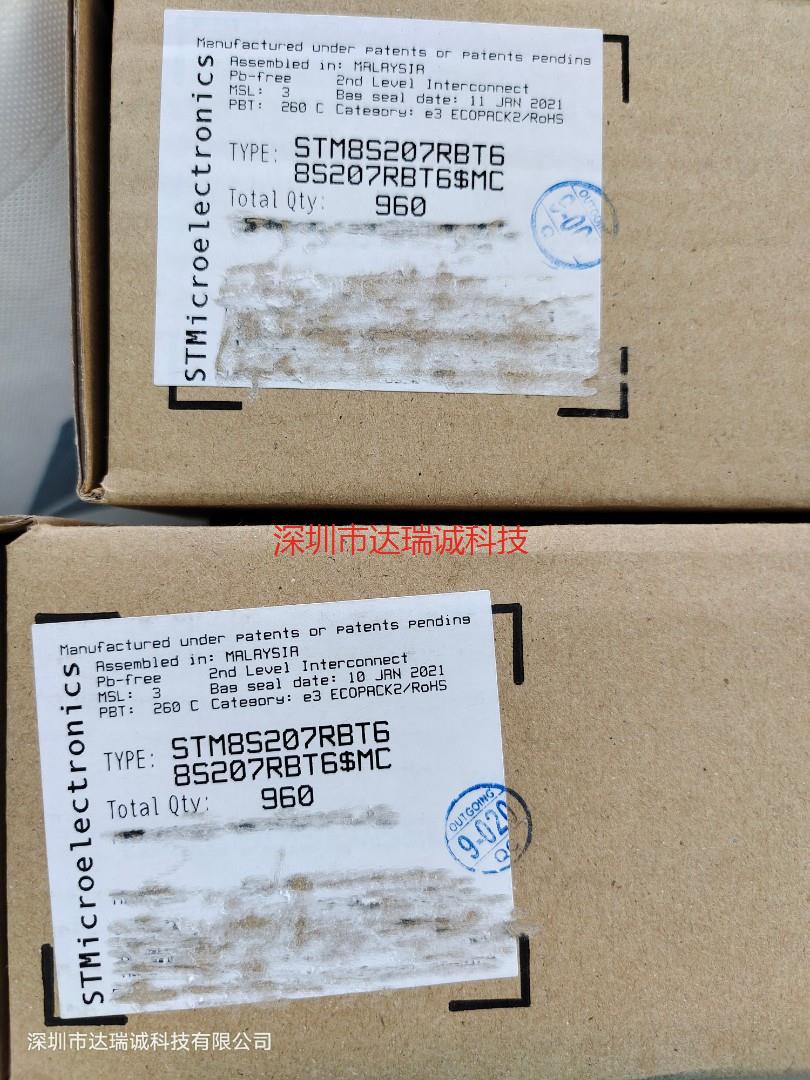 Manufactured under patents or patents pending
Assembled in: MALAYSIA
Pb-free 2nd Level Interconnect
MSL: 3 Bag seal date: 11 JAN 2021
PBT: 260 C Category: e3 ECOPACK2/RoHS
STMicroelectronics
TYPE: STM8S207RBT6
8S207RBT6$MC
Total Qty: 960
OUTGOING
深圳市达瑞诚科技
Manufactured under patents or patents pending
Assembled in: MALAYSIA
Pb-free 2nd Level Interconnect
MSL: 3 Bag seal date: 10 JAN 2021
PBT: 260 C Category: e3 ECOPACK2/RoHS
STMicroelectronics
TYPE: STM8S207RBT6
8S207RBT6$MC
Total Qty: 960
OUTGOING
9-020
深圳市达瑞诚科技有限公司